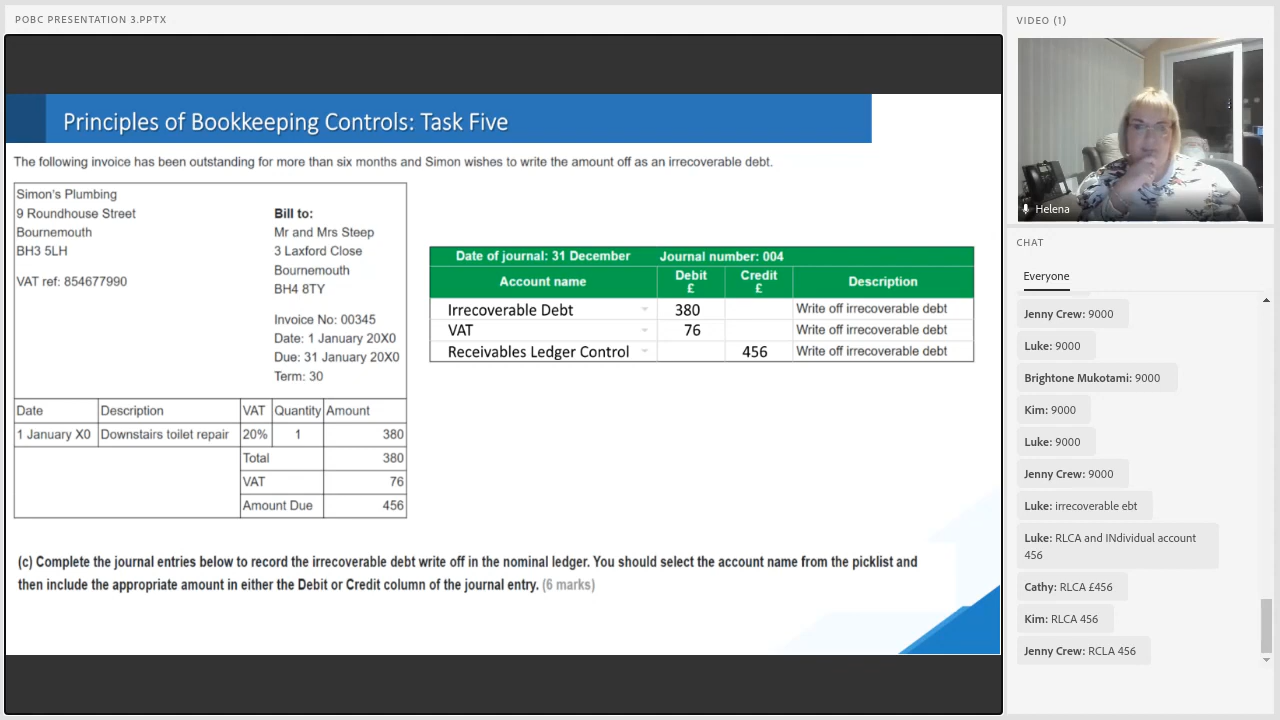 POBC PRESENTATION 3.PPTX
Principles of Bookkeeping Controls: Task Five
The following invoice has been outstanding for more than six months and Simon wishes to write the amount off as an irrecoverable debt.
Simon's Plumbing
9 Roundhouse Street
Bournemouth
BH3 5LH
VAT ref: 854677990
Bill to:
Mr and Mrs Steep
3 Laxford Close
Bournemouth
BH4 8TY
Invoice No: 00345
Date: 1 January 20X0
Due: 31 January 20X0
Term: 30
Date Description VAT Quantity Amount
1 January X0 Downstairs toilet repair 20% 1 380
Total 380
VAT 76
Amount Due 456
Date of journal: 31 December Journal number: 004
Account name Debit £ Credit £ Description
Irrecoverable Debt 380 Write off irrecoverable debt
VAT 76 Write off irrecoverable debt
Receivables Ledger Control 456 Write off irrecoverable debt
(c) Complete the journal entries below to record the irrecoverable debt write off in the nominal ledger. You should select the account name from the picklist and
then include the appropriate amount in either the Debit or Credit column of the journal entry. (6 marks)
VIDEO (1)
Helena
CHAT
Everyone
Jenny Crew: 9000
Luke: 9000
Brightone Mukotami: 9000
Kim: 9000
Luke: 9000
Jenny Crew: 9000
Luke: irrecoverable ebt
Luke: RLCA and INdividual account
456
Cathy: RLCA £456
Kim: RLCA 456
Jenny Crew: RCLA 456